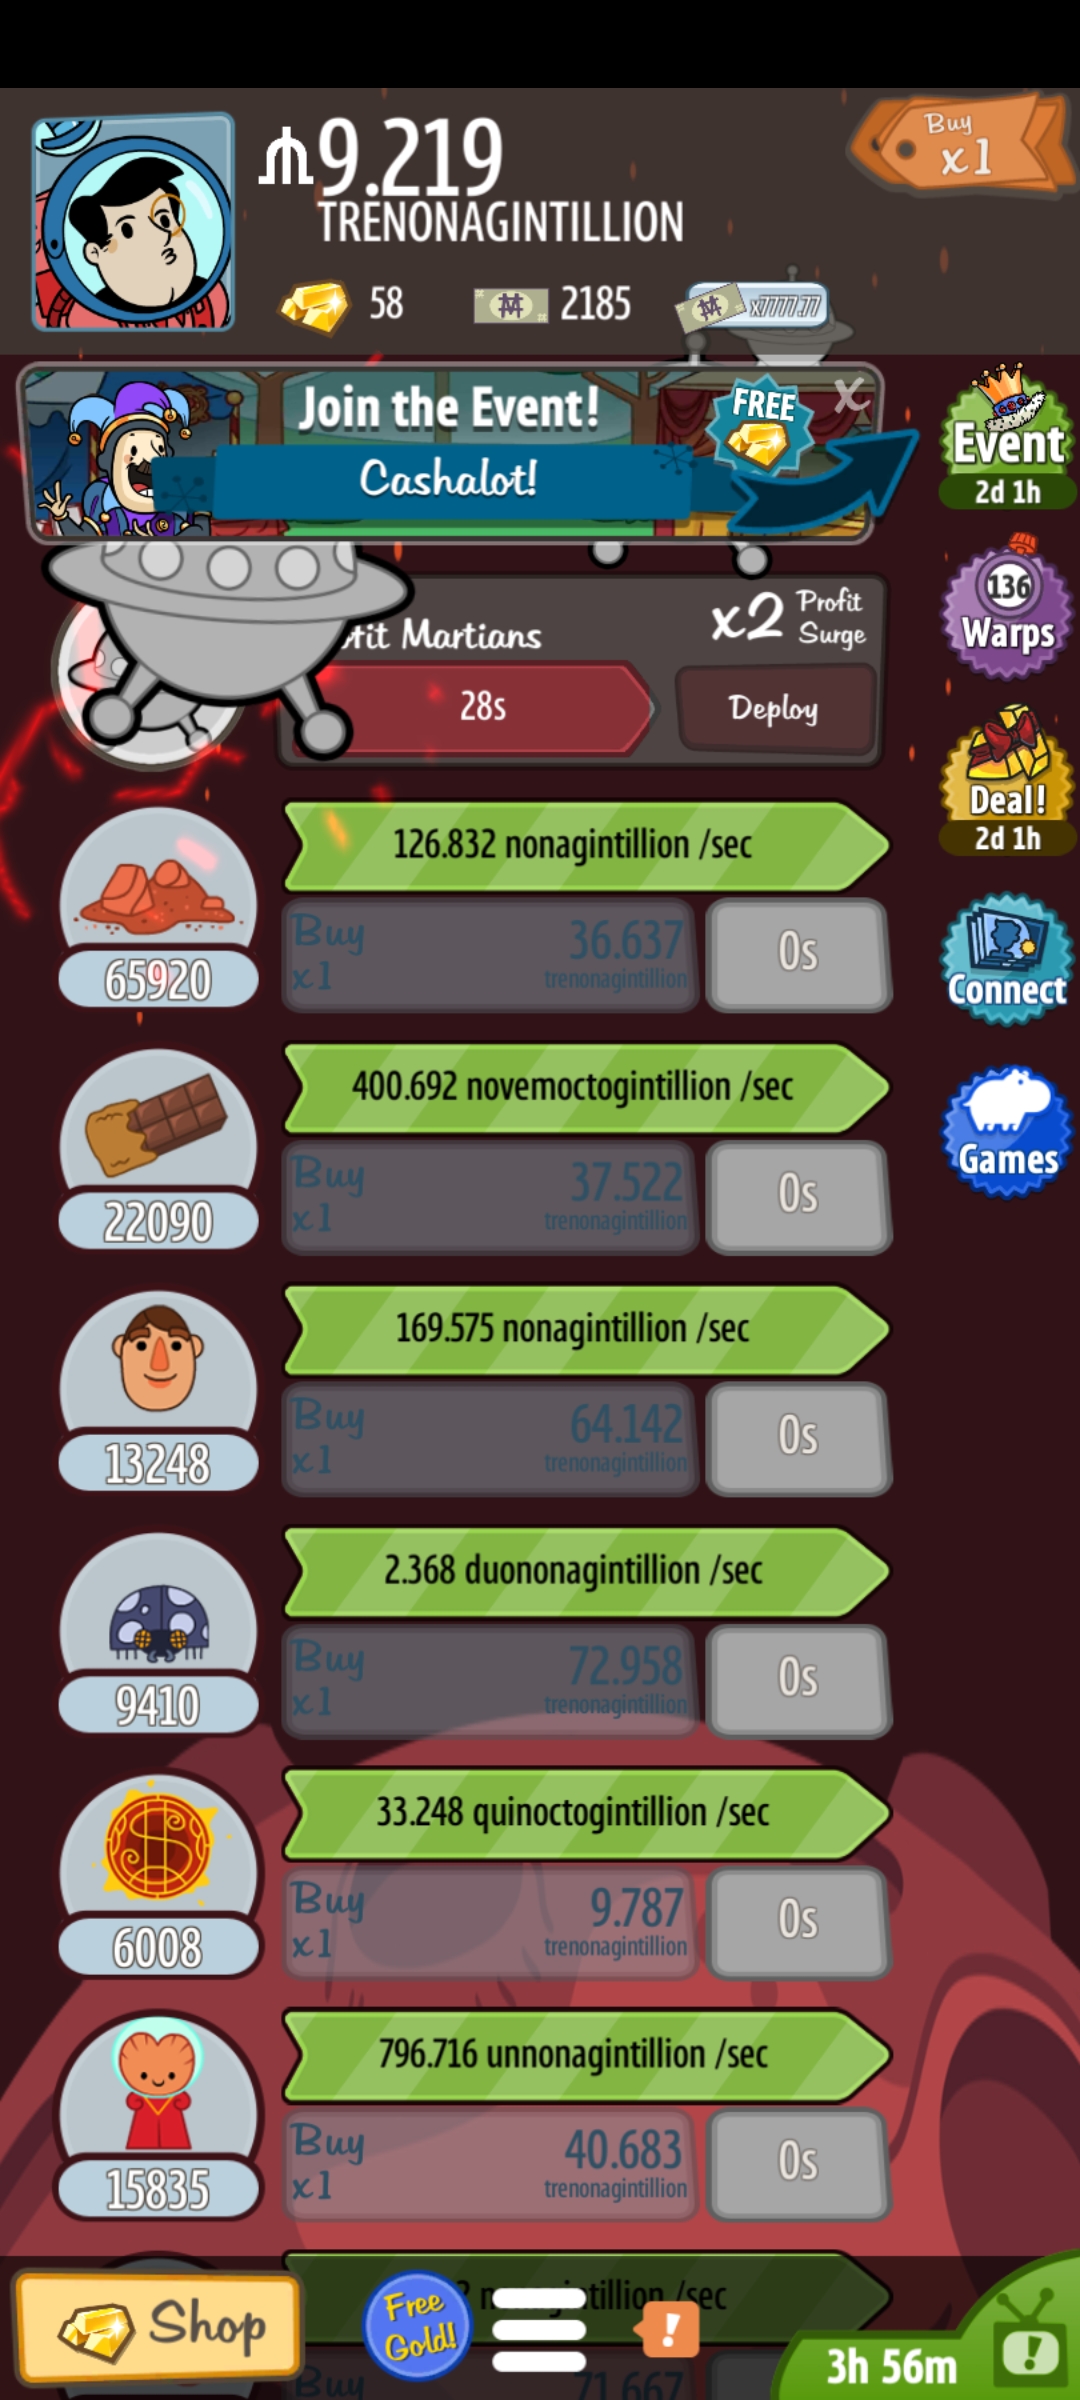 Buy
x1
9.219
TRENONAGINTILLION
58
2185
x7777.77
Join the Event!
FREE
X
Cashalot!
Event
2d 1h
136
Warps
Martians
x2 Profit
Surge
28s
Deploy
Deal!
2d 1h
126.832 nonagintillion /sec
Buy
x1
36.637
trenonagintillion
0s
65920
Connect
400.692 novemoctogintillion /sec
Buy
x1
37.522
trenonagintillion
0s
22090
Games
169.575 nonagintillion /sec
Buy
x1
64.142
trenonagintillion
0s
13248
2.368 duononagintillion /sec
Buy
x1
72.958
trenonagintillion
0s
9410
33.248 quinoctogintillion /sec
Buy
x1
9.787
trenonagintillion
0s
6008
796.716 unnonagintillion /sec
Buy
x1
40.683
trenonagintillion
0s
15835
/sec
Shop
Free
Gold!
!
3h 56m
!
Buy
71.667